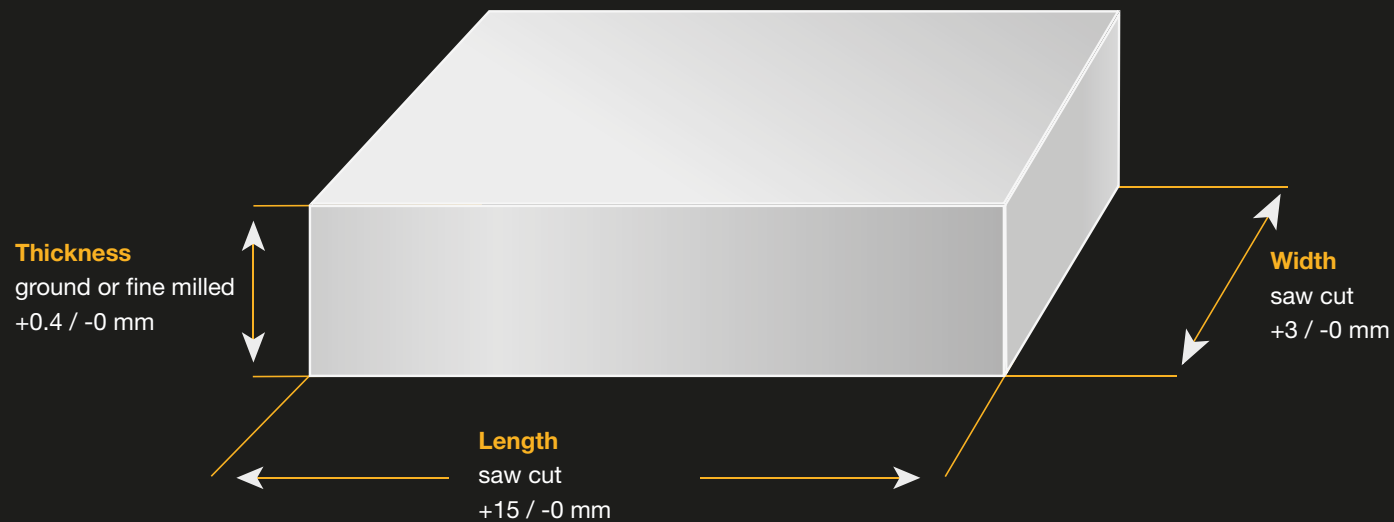 Thickness
ground or fine milled
+0.4 / -0 mm
Width
saw cut
+3 / -0 mm
Length
saw cut
+15 / -0 mm